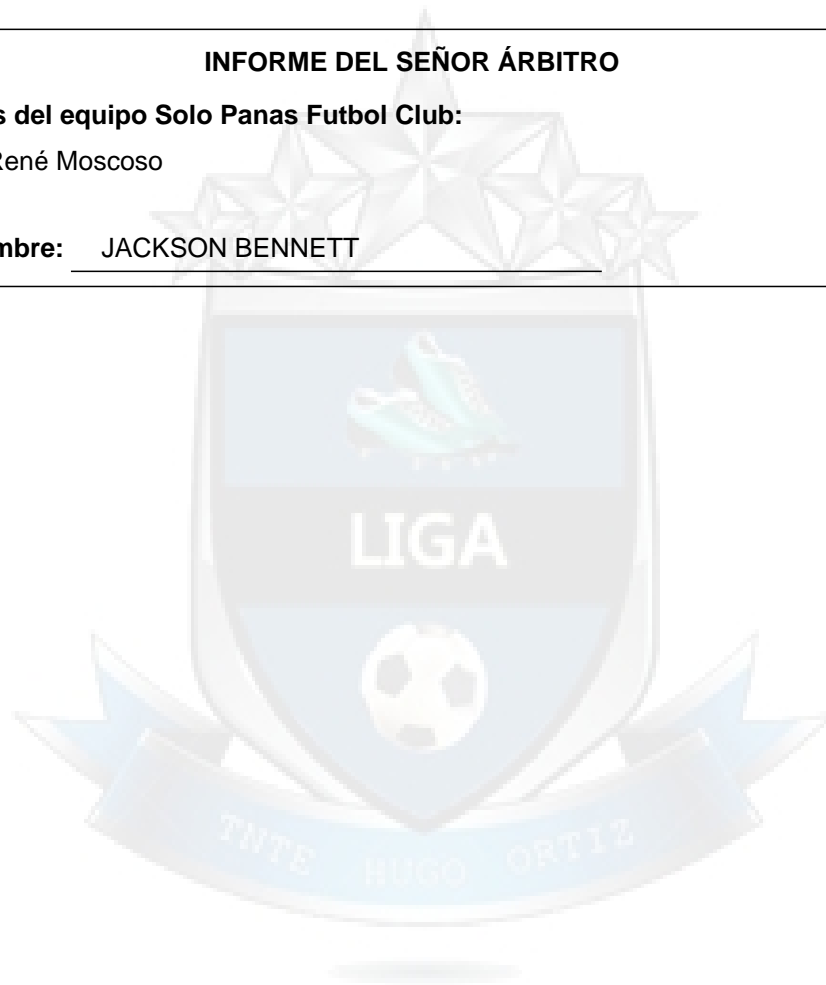 INFORME DEL SEÑOR ÁRBITRO
s del equipo Solo Panas Futbol Club:
René Moscoso
mbre: JACKSON BENNETT
LIGA
TNTE HUGO ORTIZ